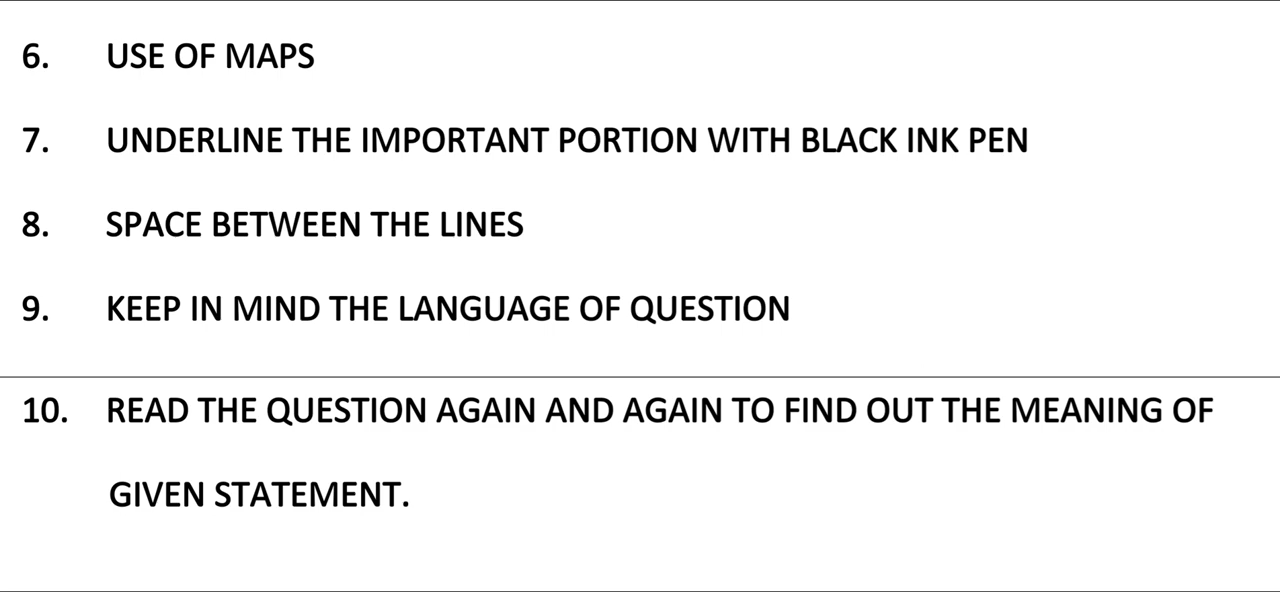 6. USE OF MAPS
7. UNDERLINE THE IMPORTANT PORTION WITH BLACK INK PEN
8. SPACE BETWEEN THE LINES
9. KEEP IN MIND THE LANGUAGE OF QUESTION
10. READ THE QUESTION AGAIN AND AGAIN TO FIND OUT THE MEANING OF
GIVEN STATEMENT.